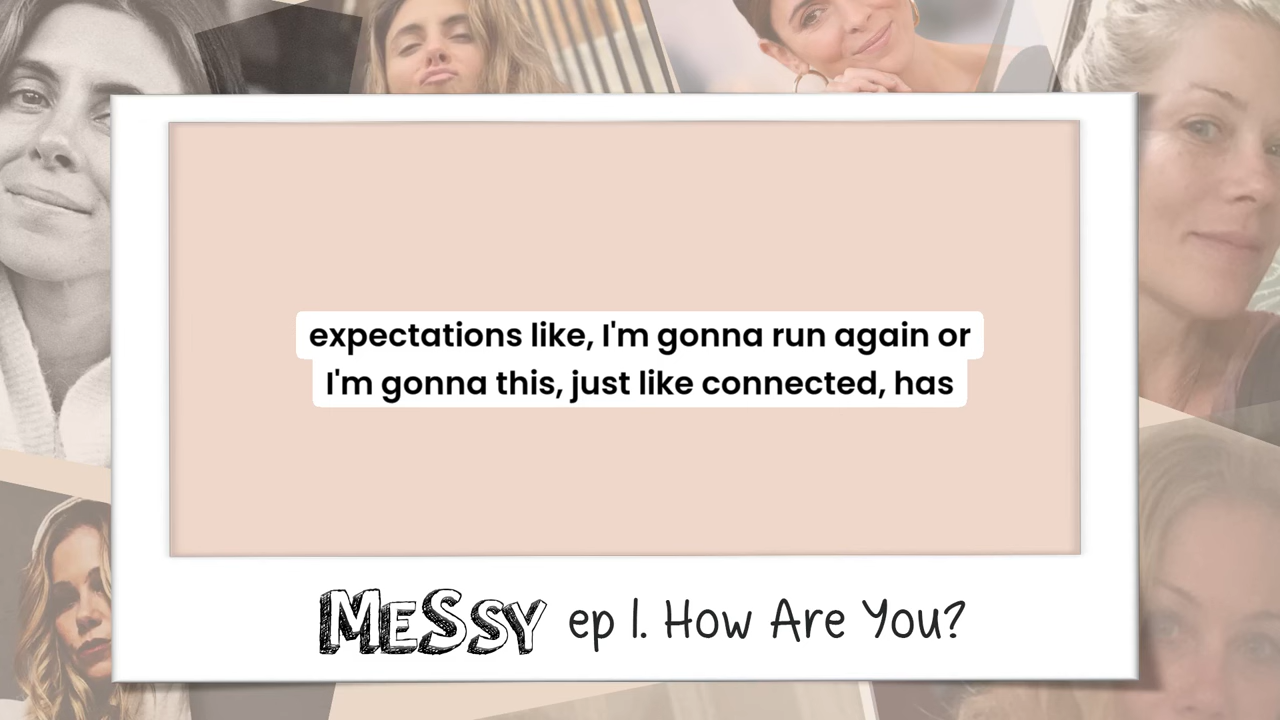 expectations like, I'm gonna run again or
I'm gonna this, just like connected, has
MESSY ep 1. How Are You?